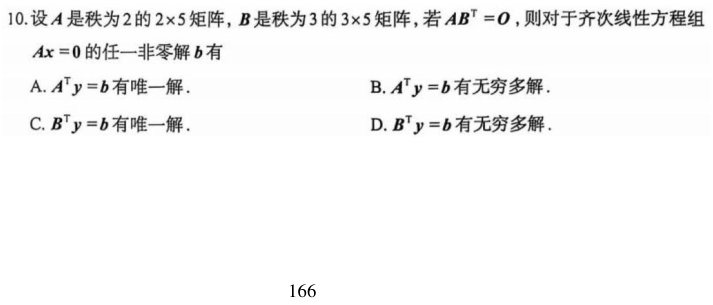 10.设A是秩为2的2×5矩阵, B是秩为3的3×5矩阵, 若ABᵀ=O, 则对于齐次线性方程组
Ax=0的任一非零解b有
A. Aᵀy=b有唯一解. B. Aᵀy=b有无穷多解.
C. Bᵀy=b有唯一解. D. Bᵀy=b有无穷多解.
166